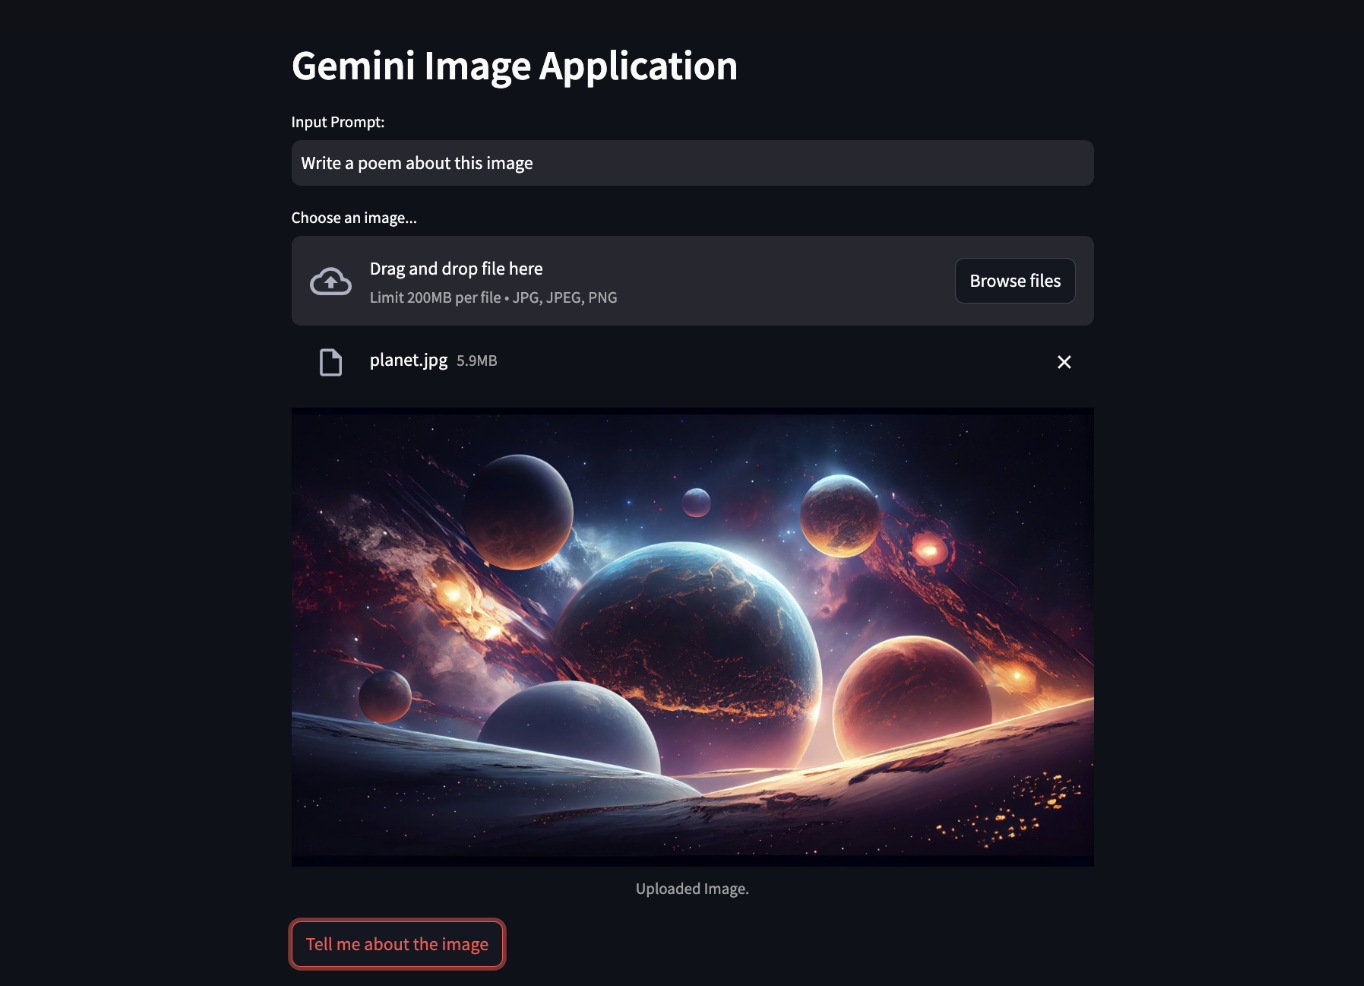 Gemini Image Application
Input Prompt:
Write a poem about this image
Choose an image...
Drag and drop file here
Limit 200MB per file • JPG, JPEG, PNG
Browse files
planet.jpg 5.9MB
Uploaded Image.
Tell me about the image